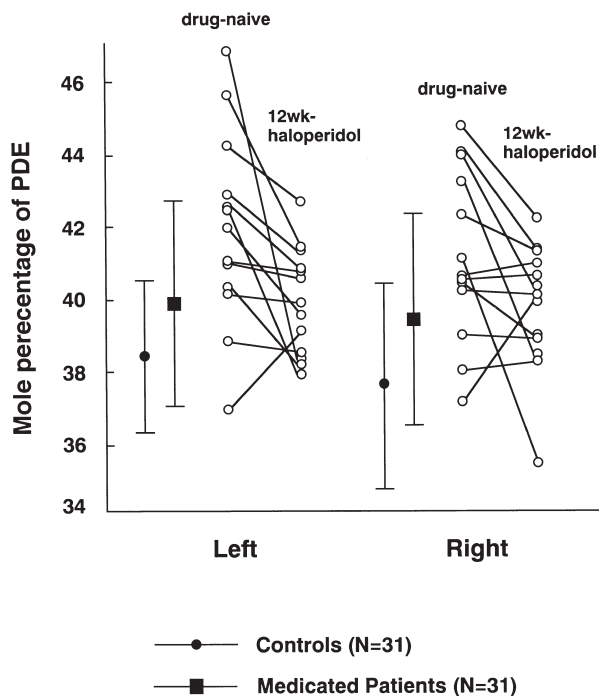 drug-naive
12wk-
haloperidol
drug-naive
12wk-
haloperidol
Mole perecentage of PDE
46
44
42
40
38
36
34
Left
Right
Controls (N=31)
Medicated Patients (N=31)